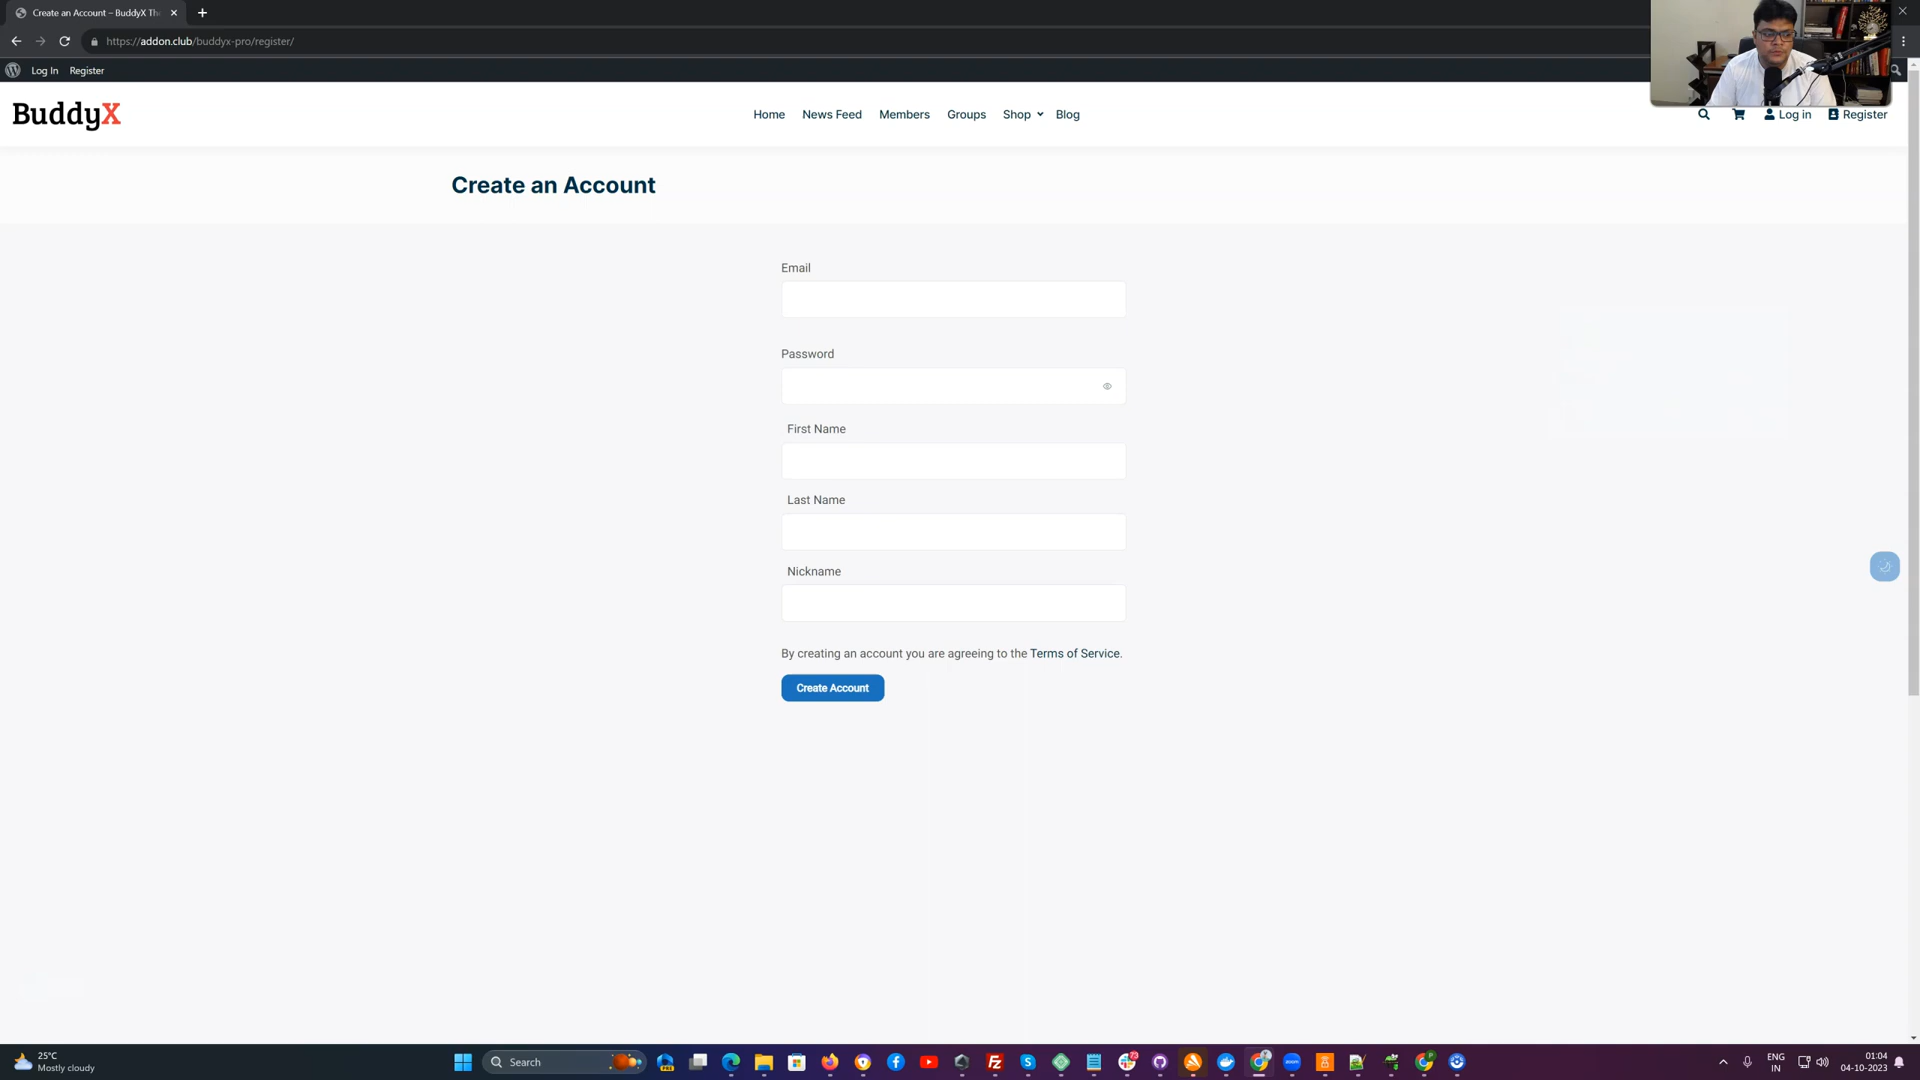 Create an Account – BuddyX Th
https://addon.club/buddyx-pro/register/
Log In Register
BuddyX
Home News Feed Members Groups Shop Blog
Log in Register
Create an Account
Email
Password
First Name
Last Name
Nickname
By creating an account you are agreeing to the Terms of Service.
Create Account
25°C
Mostly cloudy
Search
PRE
73
ENG
IN
01:04
04-10-2023